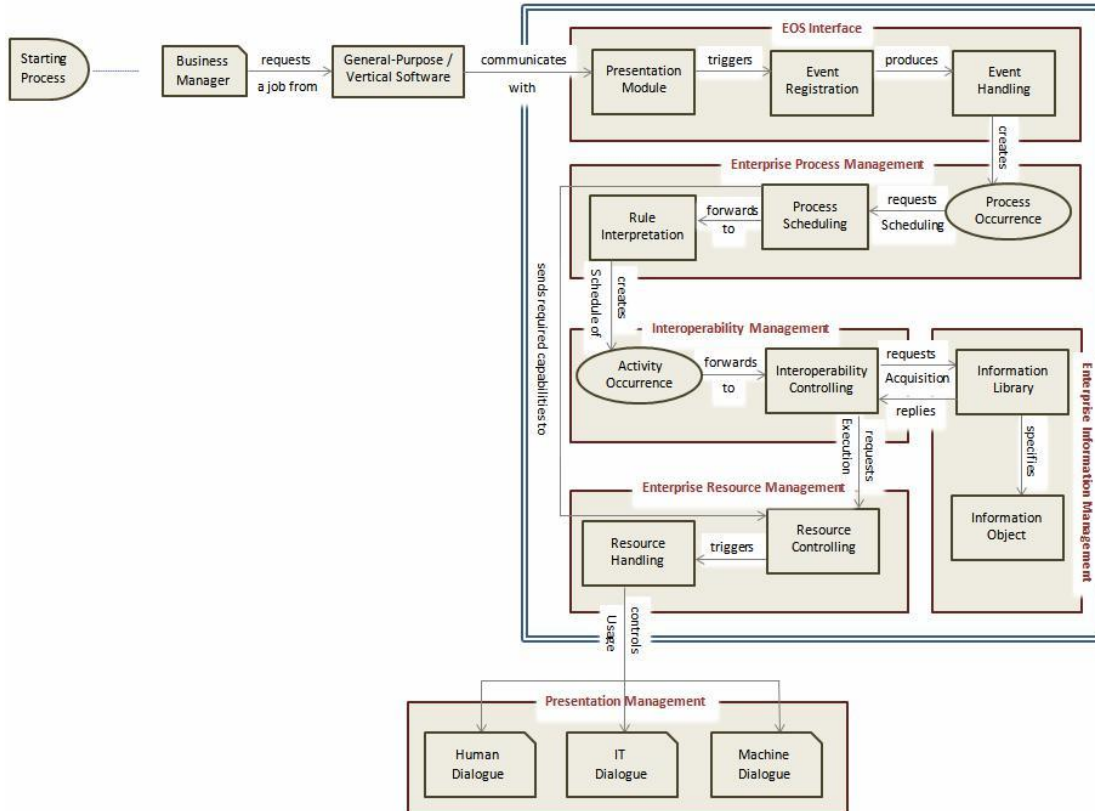 EOS Interface
Starting
Process
Business
Manager
requests
a job from
General-Purpose /
Vertical Software
communicates
with
Presentation
Module
triggers
Event
Registration
produces
Event
Handling
creates
Enterprise Process Management
Rule
Interpretation
forwards
to
Process
Scheduling
requests
Scheduling
Process
Occurrence
sends required capabilities to
creates
Schedule of
Interoperability Management
Activity
Occurrence
forwards
to
Interoperability
Controlling
requests
Acquisition
replies
Information
Library
Enterprise Information Management
specifies
Information
Object
requests
Execution
Enterprise Resource Management
Resource
Handling
triggers
Resource
Controlling
controls
Usage
Presentation Management
Human
Dialogue
IT
Dialogue
Machine
Dialogue